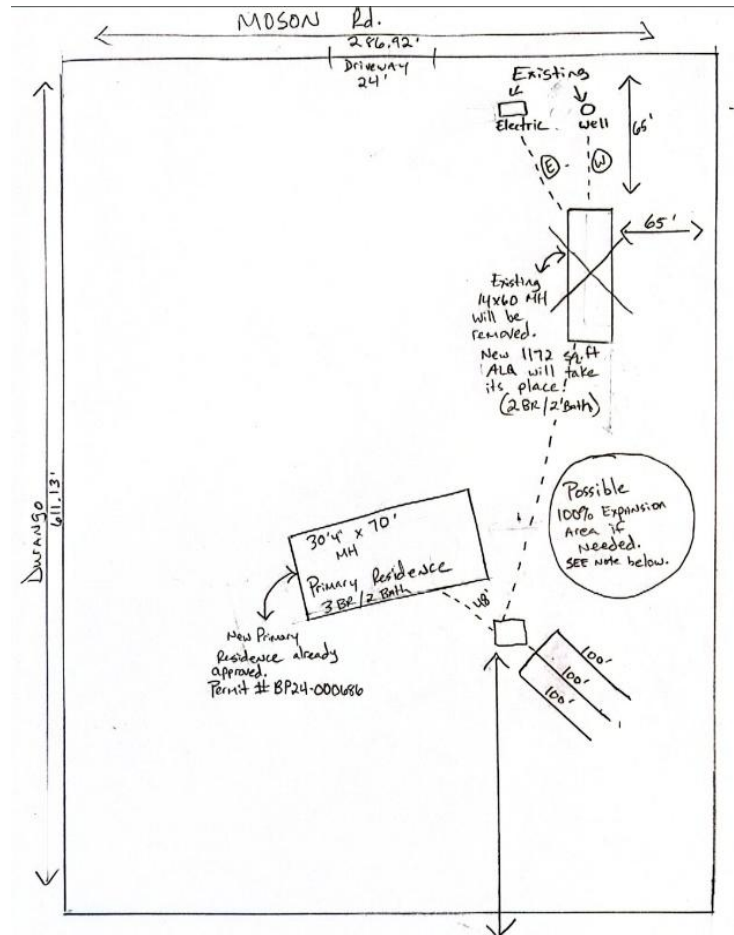 MOSON Rd.
286.92'
Driveway
24'
Existing
Electric
well
65'
E
W
65'
Existing
14x60 MH
will be
removed.
New 1172 sq.ft
ALQ will take
its place!
(2BR/2 Bath)
Durango
611.13'
Possible
100% Expansion
Area if
needed.
SEE Note below.
30'4" x 70'
MH
Primary Residence
3 BR/2 Bath
48'
New Primary
Residence already
approved.
Permit # BP24-000686
100'
100'
100'